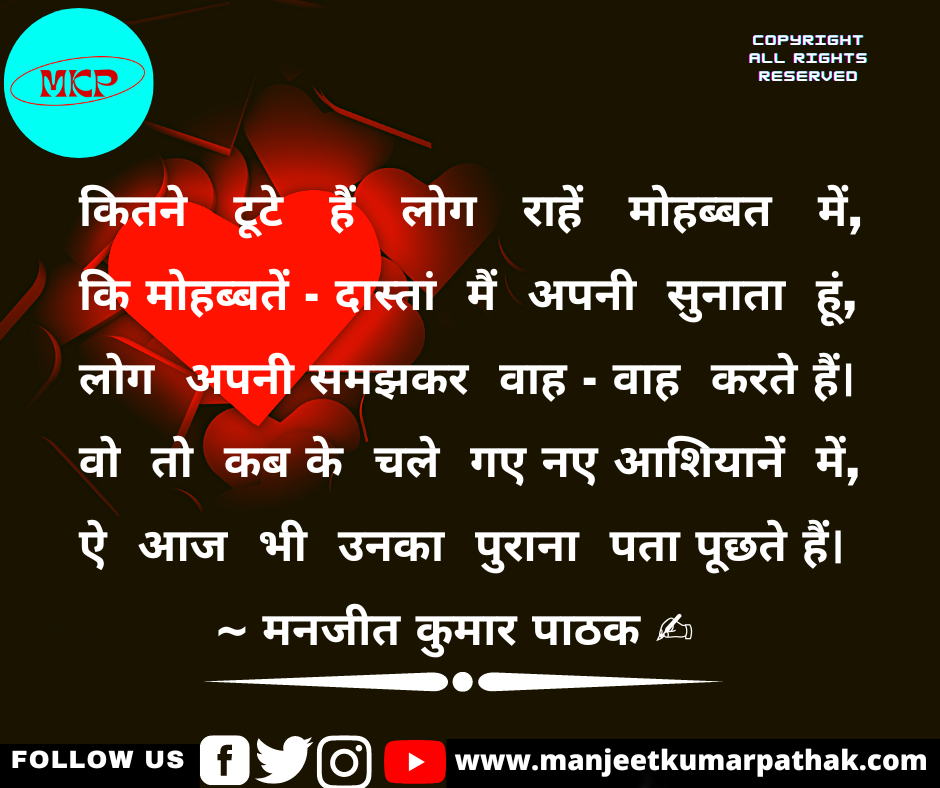 MKP
COPYRIGHT
ALL RIGHTS
RESERVED
कितने टूटे हैं लोग राहें मोहब्बत में,
कि मोहब्बतें - दास्तां मैं अपनी सुनाता हूं,
लोग अपनी समझकर वाह - वाह करते हैं।
वो तो कब के चले गए नए आशियानें में,
ऐ आज भी उनका पुराना पता पूछते हैं।
~ मनजीत कुमार पाठक ✍
FOLLOW US
www.manjeetkumarpathak.com